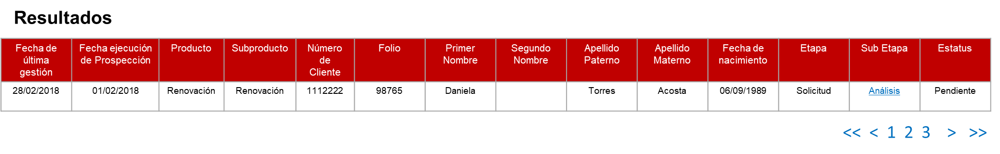 Resultados
Fecha de última gestión Fecha ejecución de Prospección Producto Subproducto Número de Cliente Folio Primer Nombre Segundo Nombre Apellido Paterno Apellido Materno Fecha de nacimiento Etapa Sub Etapa Estatus
28/02/2018 01/02/2018 Renovación Renovación 1112222 98765 Daniela Torres Acosta 06/09/1989 Solicitud Análisis Pendiente
<< < 1 2 3 > >>